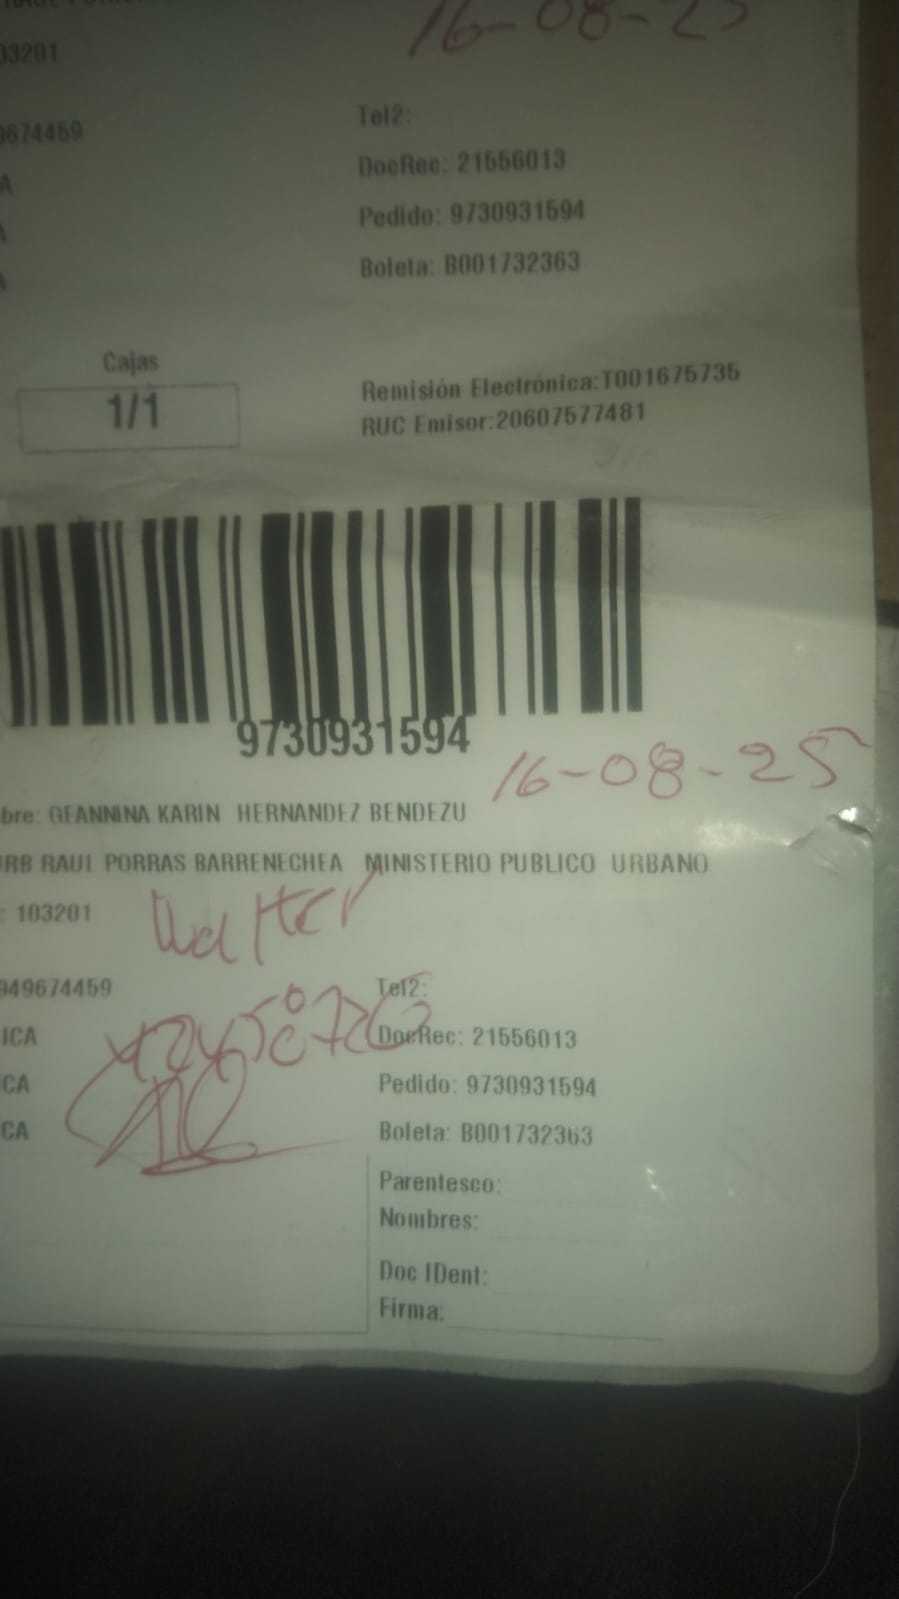 16-08-25
03201
9674459
Tel2:
DocRec: 21556013
A
Pedido: 9730931594
A
Boleta: B001732363
A
Cajas
1/1
Remisión Electrónica:T001675735
RUC Emisor:20607577481
9730931594
16-08-25
bre: GEANNINA KARIN HERNANDEZ BENDEZU
URB RAUL PORRAS BARRENECHEA MINISTERIO PUBLICO URBANO
: 103201
Walter
949674459
Tel2:
ICA
DocRec: 21556013
CA
Pedido: 9730931594
CA
Boleta: B001732363
Parentesco:
Nombres:
Doc IDent:
Firma: